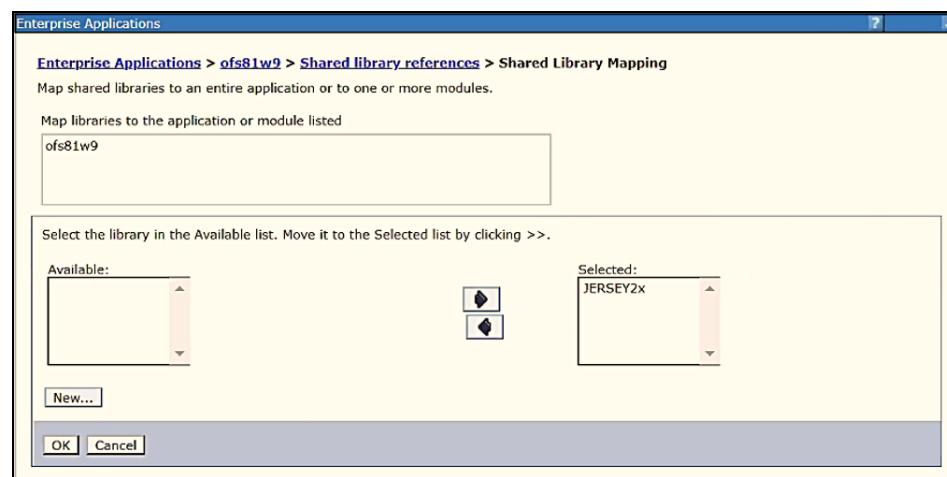 Enterprise Applications ?
Enterprise Applications > ofs81w9 > Shared library references > Shared Library Mapping
Map shared libraries to an entire application or to one or more modules.
Map libraries to the application or module listed
ofs81w9
Select the library in the Available list. Move it to the Selected list by clicking >>.
Available:
Selected:
JERSEY2x
New...
OK Cancel